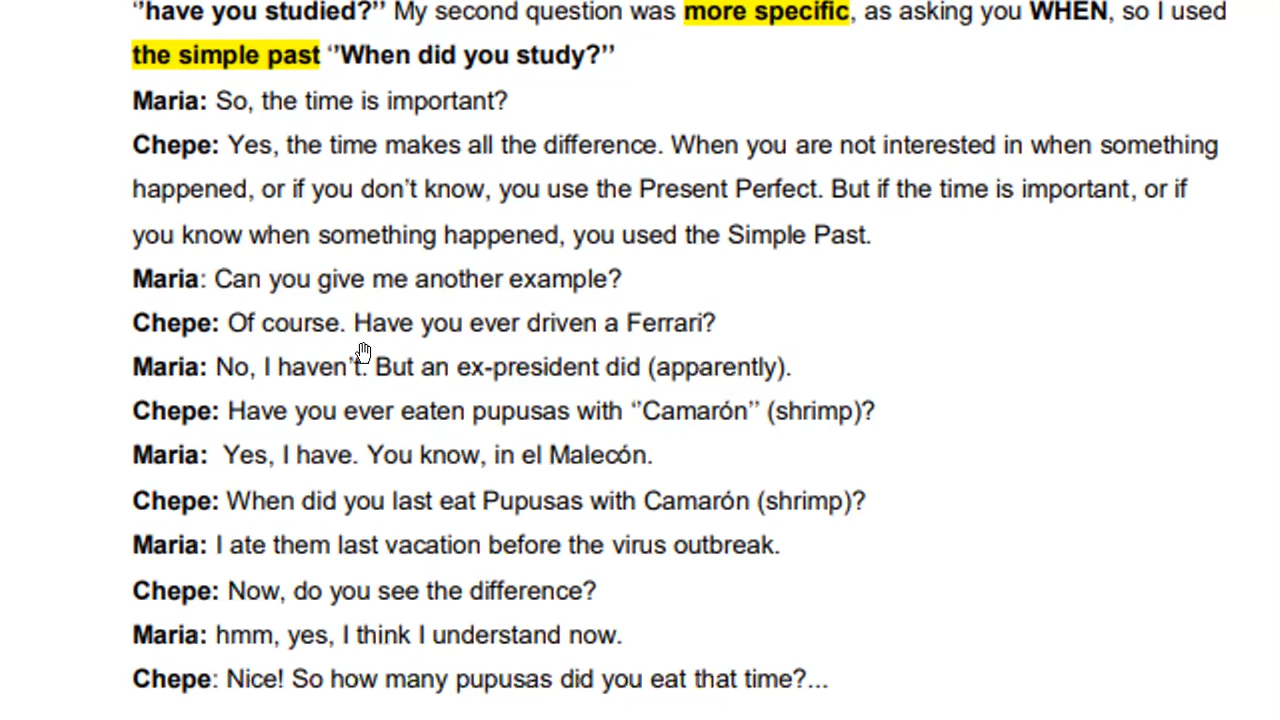 ‘’have you studied?’’ My second question was more specific, as asking you WHEN, so I used
the simple past ‘’When did you study?’’
Maria: So, the time is important?
Chepe: Yes, the time makes all the difference. When you are not interested in when something
happened, or if you don’t know, you use the Present Perfect. But if the time is important, or if
you know when something happened, you used the Simple Past.
Maria: Can you give me another example?
Chepe: Of course. Have you ever driven a Ferrari?
Maria: No, I haven’t. But an ex-president did (apparently).
Chepe: Have you ever eaten pupusas with ‘’Camarón’’ (shrimp)?
Maria: Yes, I have. You know, in el Malecón.
Chepe: When did you last eat Pupusas with Camarón (shrimp)?
Maria: I ate them last vacation before the virus outbreak.
Chepe: Now, do you see the difference?
Maria: hmm, yes, I think I understand now.
Chepe: Nice! So how many pupusas did you eat that time?...